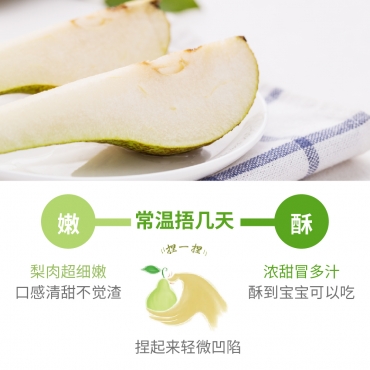 嫩
常温捂几天
酥
捏一捏
梨肉超细嫩
口感清甜不觉渣
浓甜冒多汁
酥到宝宝可以吃
捏起来轻微凹陷